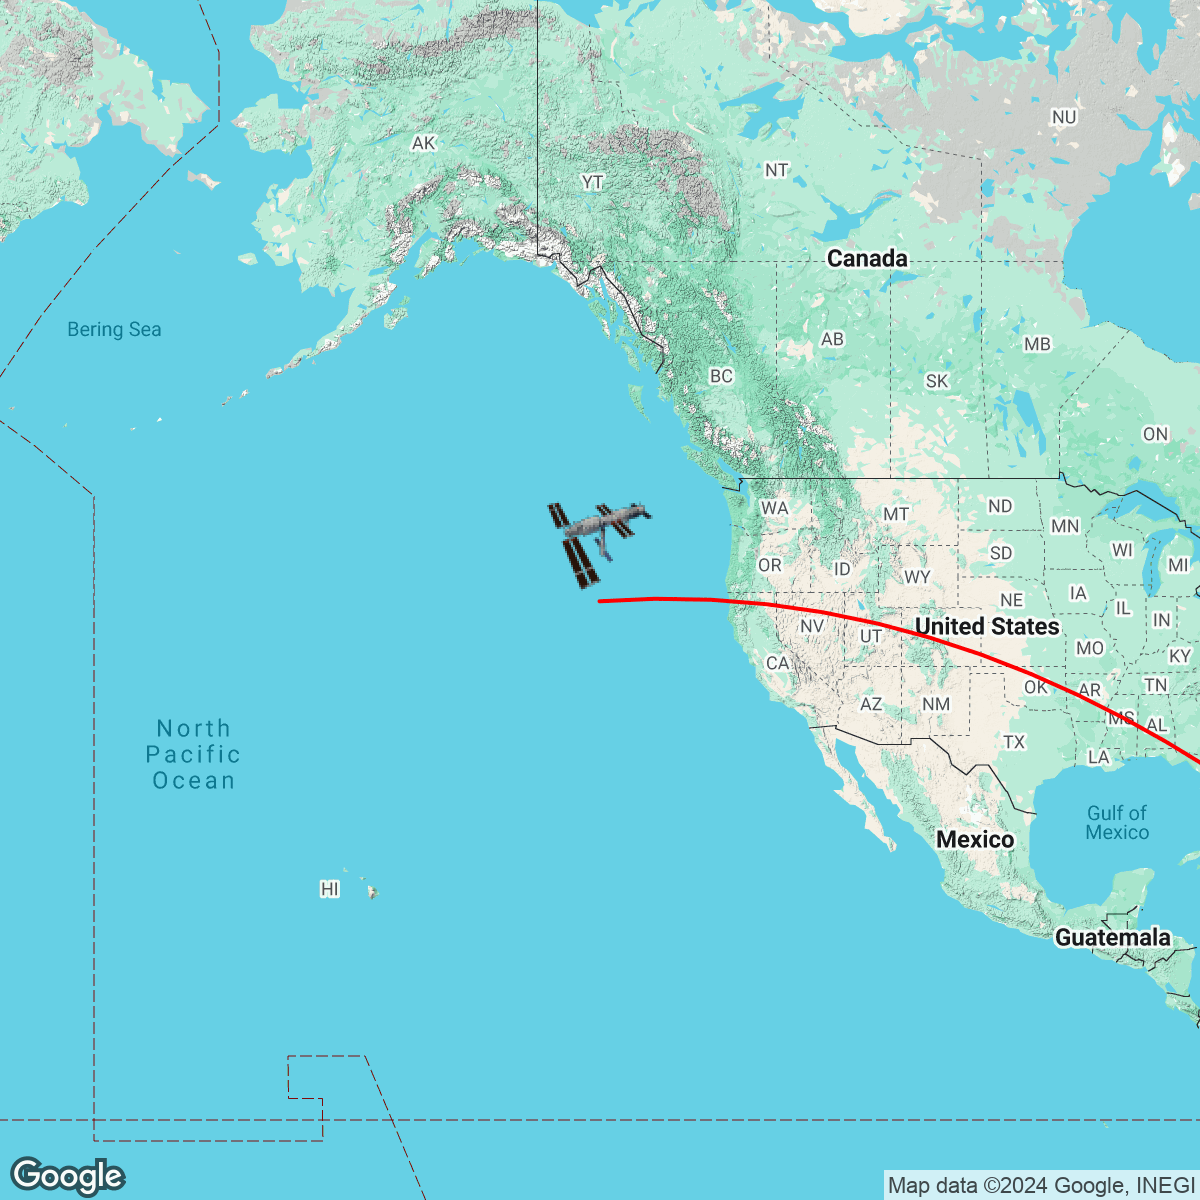 NU
AK
NT
YT
Canada
Bering Sea
AB
MB
BC
SK
ON
WA
MT
ND
MN
WI
MI
OR
ID
WY
SD
NE
IA
IL
IN
NV
UT
United States
MO
KY
CA
AZ
NM
OK
AR
TN
MS
AL
TX
LA
North
Pacific
Ocean
Gulf of
Mexico
Mexico
HI
Guatemala
Google
Map data ©2024 Google, INEGI